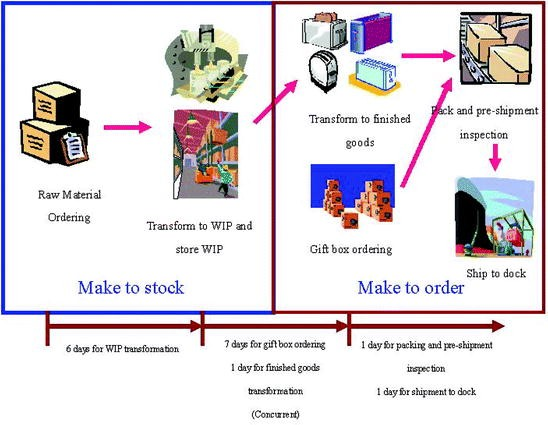 Raw Material
Ordering
Transform to WIP and
store WIP
Transform to finished
goods
Gift box ordering
Pack and pre-shipment
inspection
Ship to dock
Make to stock
Make to order
6 days for WIP transformation
7 days for gift box ordering
1 day for finished goods
transformation
(Concurrent)
1 day for packing and pre-shipment
inspection
1 day for shipment to dock